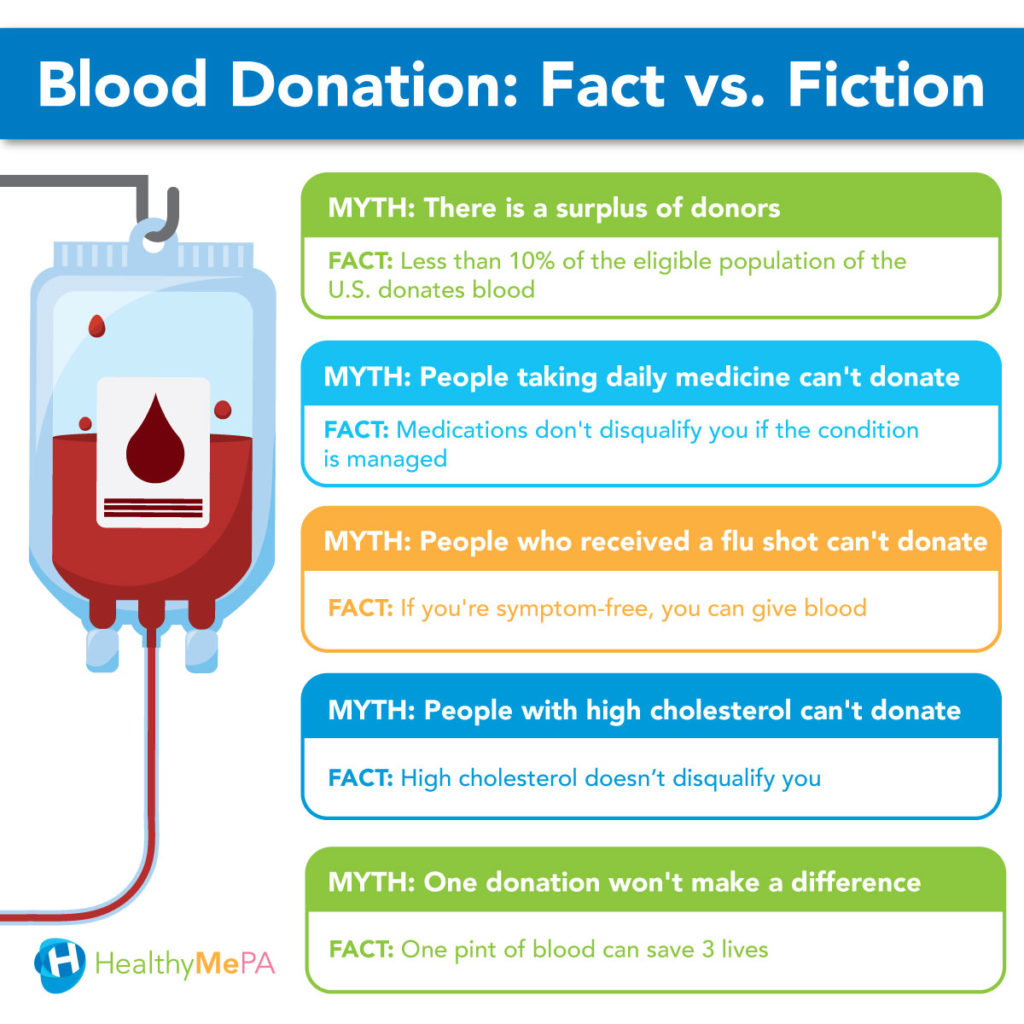 Blood Donation: Fact vs. Fiction
MYTH: There is a surplus of donors
FACT: Less than 10% of the eligible population of the
U.S. donates blood
MYTH: People taking daily medicine can't donate
FACT: Medications don't disqualify you if the condition
is managed
MYTH: People who received a flu shot can't donate
FACT: If you're symptom-free, you can give blood
MYTH: People with high cholesterol can't donate
FACT: High cholesterol doesn’t disqualify you
MYTH: One donation won't make a difference
FACT: One pint of blood can save 3 lives
H HealthyMePA